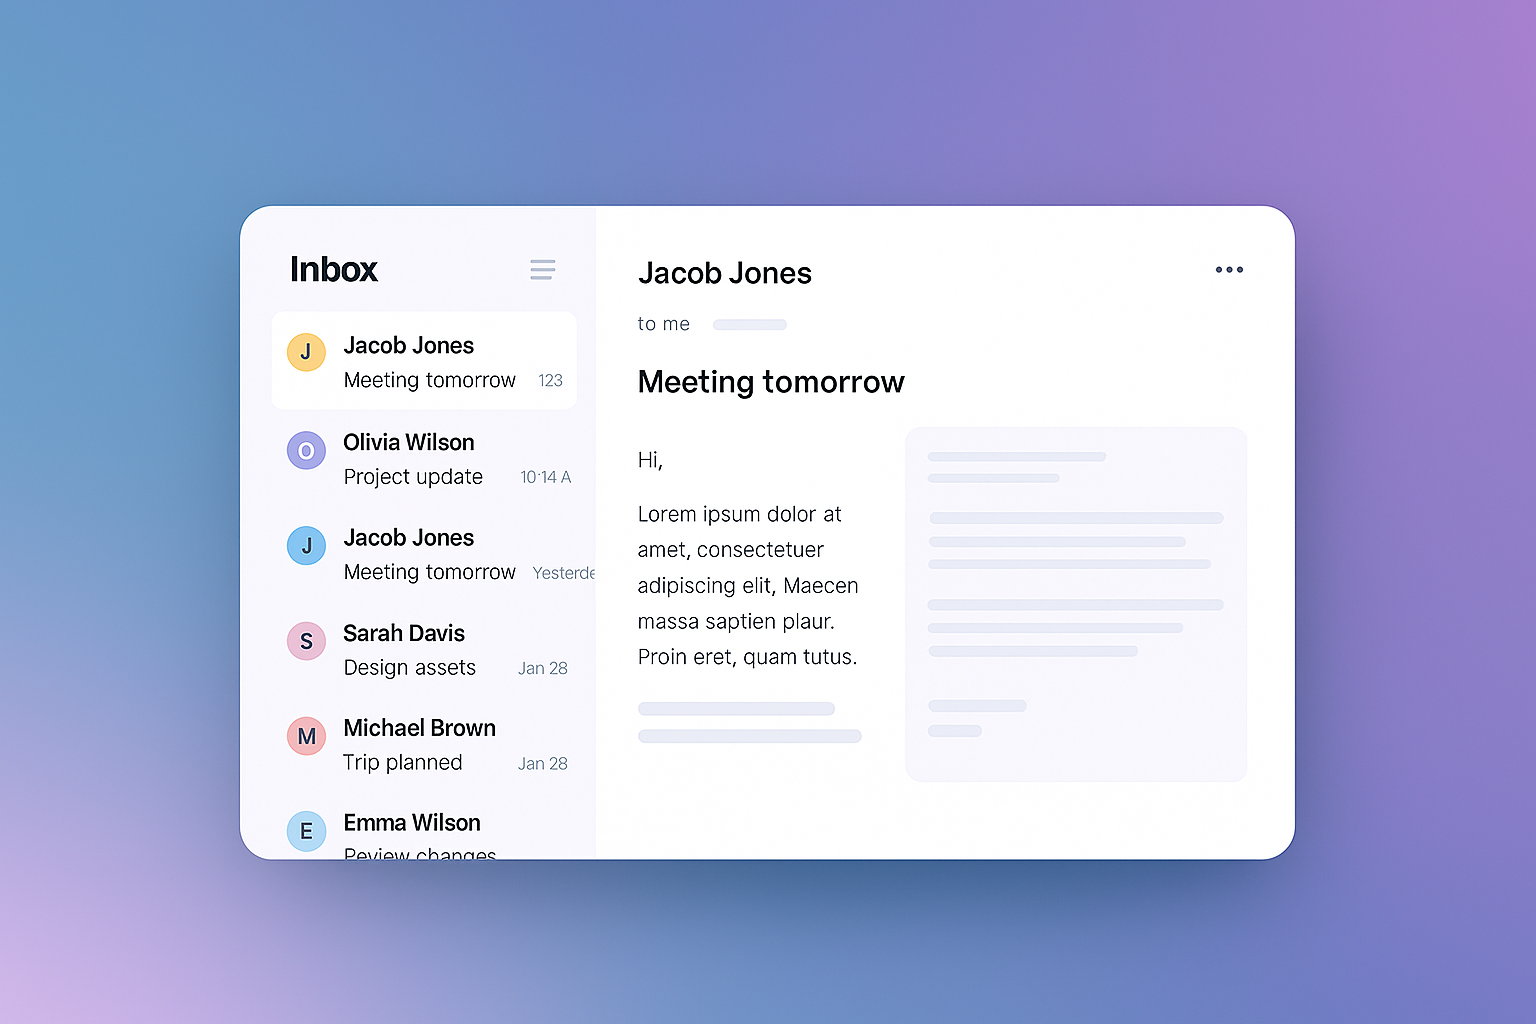 Inbox
J
Jacob Jones
Meeting tomorrow 123
O
Olivia Wilson
Project update 10:14 A
J
Jacob Jones
Meeting tomorrow Yesterde
S
Sarah Davis
Design assets Jan 28
M
Michael Brown
Trip planned Jan 28
E
Emma Wilson
Peview changes
Jacob Jones
to me
Meeting tomorrow
Hi,
Lorem ipsum dolor at
amet, consectetuer
adipiscing elit, Maecen
massa saptien plaur.
Proin eret, quam tutus.